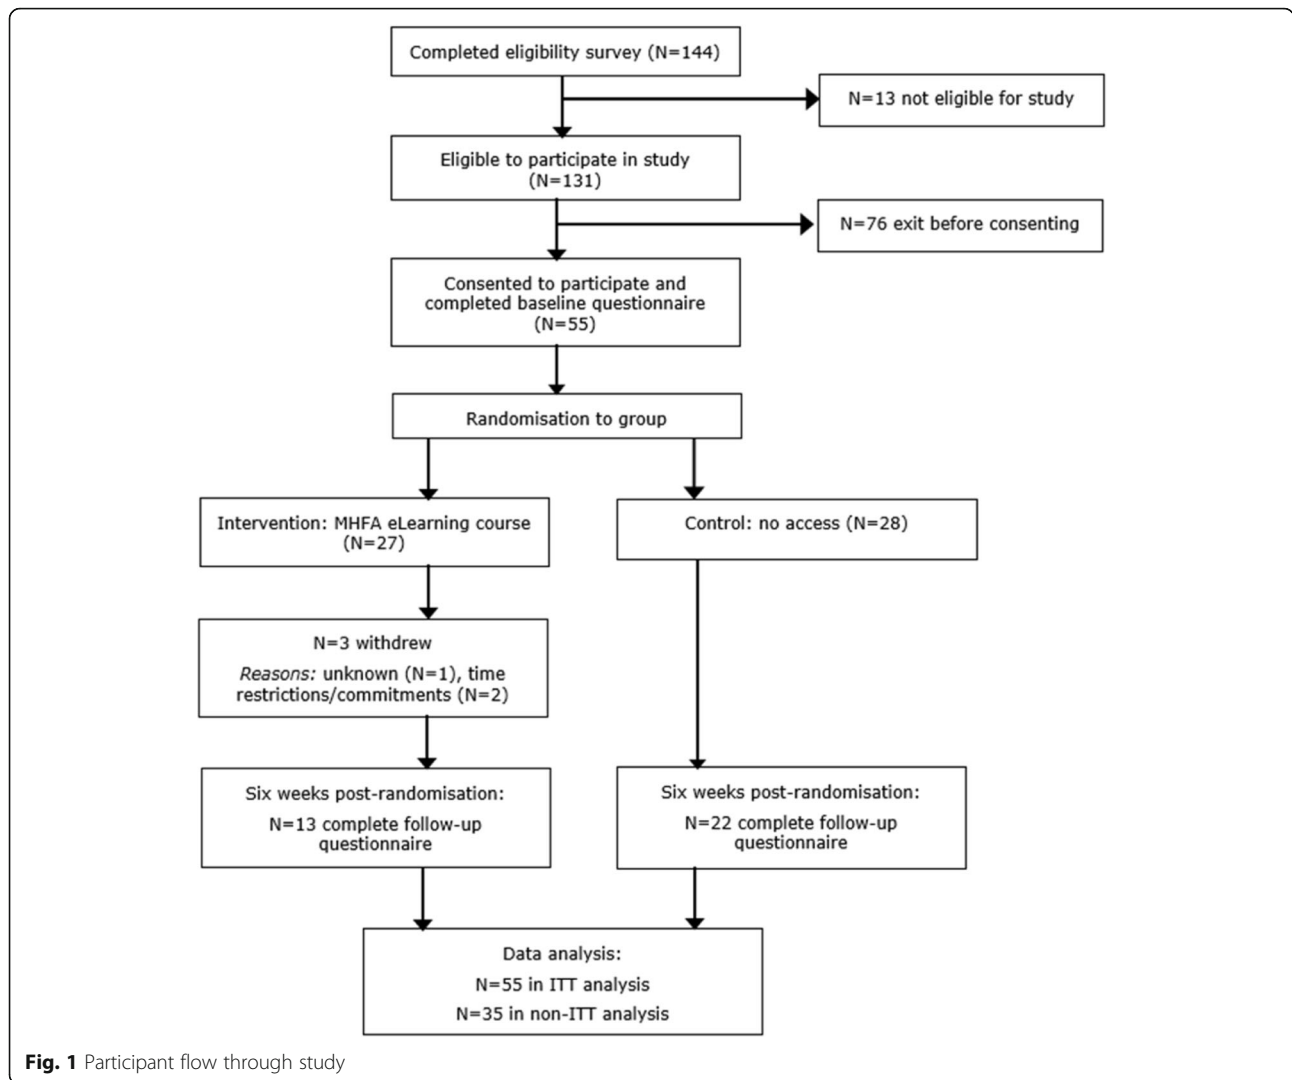 Completed eligibility survey (N=144)
N=13 not eligible for study
Eligible to participate in study
(N=131)
N=76 exit before consenting
Consented to participate and
completed baseline questionnaire
(N=55)
Randomisation to group
Intervention: MHFA eLearning course
(N=27)
Control: no access (N=28)
N=3 withdrew
Reasons: unknown (N=1), time
restrictions/commitments (N=2)
Six weeks post-randomisation:
N=13 complete follow-up
questionnaire
Six weeks post-randomisation:
N=22 complete follow-up
questionnaire
Data analysis:
N=55 in ITT analysis
N=35 in non-ITT analysis
Fig. 1 Participant flow through study